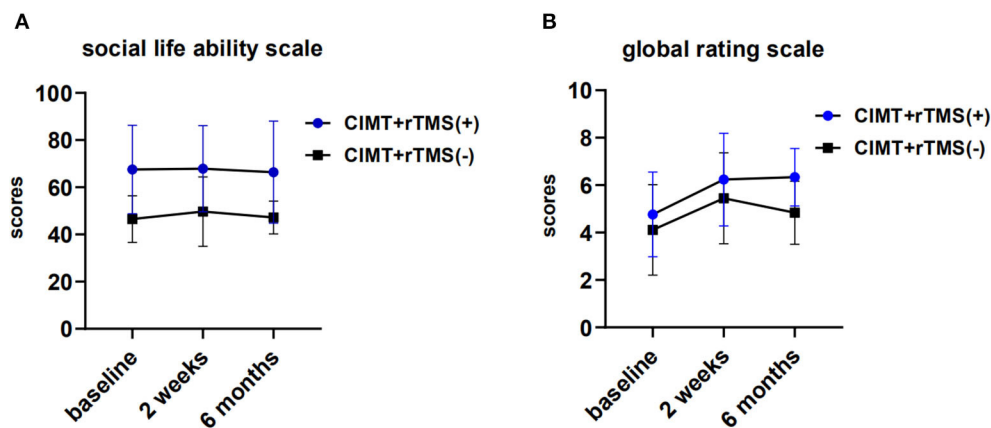 A
social life ability scale
100
80
60
40
20
0
scores
baseline
2 weeks
6 months
CIMT+rTMS(+)
CIMT+rTMS(-)
B
global rating scale
10
8
6
4
2
0
scores
baseline
2 weeks
6 months
CIMT+rTMS(+)
CIMT+rTMS(-)